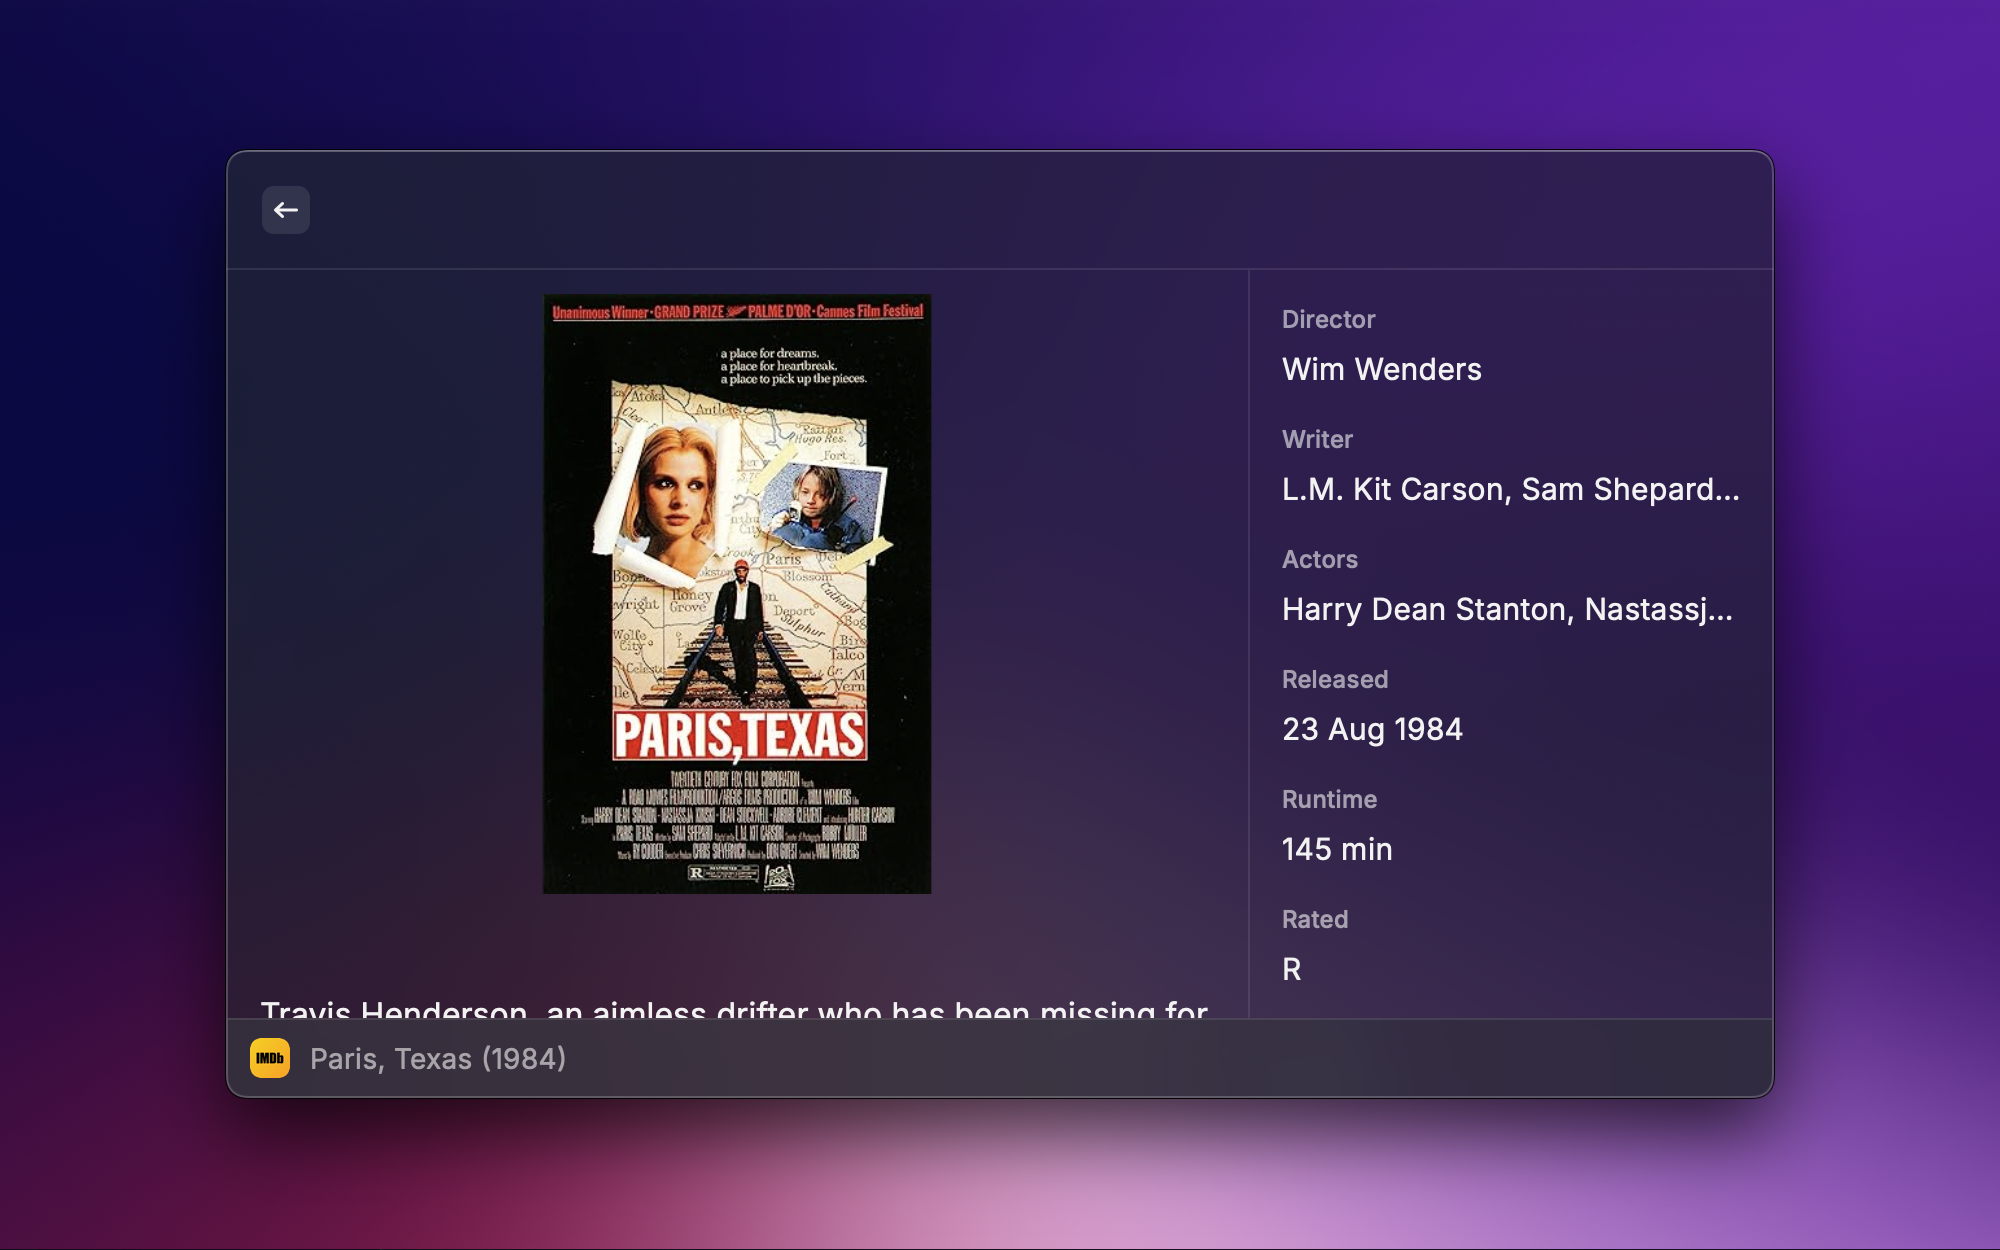 Unanimous Winner · GRAND PRIZE PALME D'OR · Cannes Film Festival
a place for dreams.
a place for heartbreak.
a place to pick up the pieces.
Atoka
Antlers
Hugo Res.
Fort
City
Paris
Blossom
Honey
Grove
wright
Deport
Sulphur
Wolfe
City
Celeste
Talco
PARIS, TEXAS
TWENTIETH CENTURY FOX FILM CORPORATION
A ROAD MOVIES FILMPRODUKTION / ARGOS FILMS PRODUCTION WIM WENDERS
HARRY DEAN STANTON · NASTASSJA KINSKI · DEAN STOCKWELL · AURORE CLEMENT HUNTER CARSON
PARIS, TEXAS SAM SHEPARD L.M. KIT CARSON ROBBY MÜLLER
RY COODER CHRIS SIEVERNICH DON GUEST WIM WENDERS
R
Director
Wim Wenders
Writer
L.M. Kit Carson, Sam Shepard...
Actors
Harry Dean Stanton, Nastassj...
Released
23 Aug 1984
Runtime
145 min
Rated
R
Travis Henderson, an aimless drifter who has been missing for
IMDb Paris, Texas (1984)